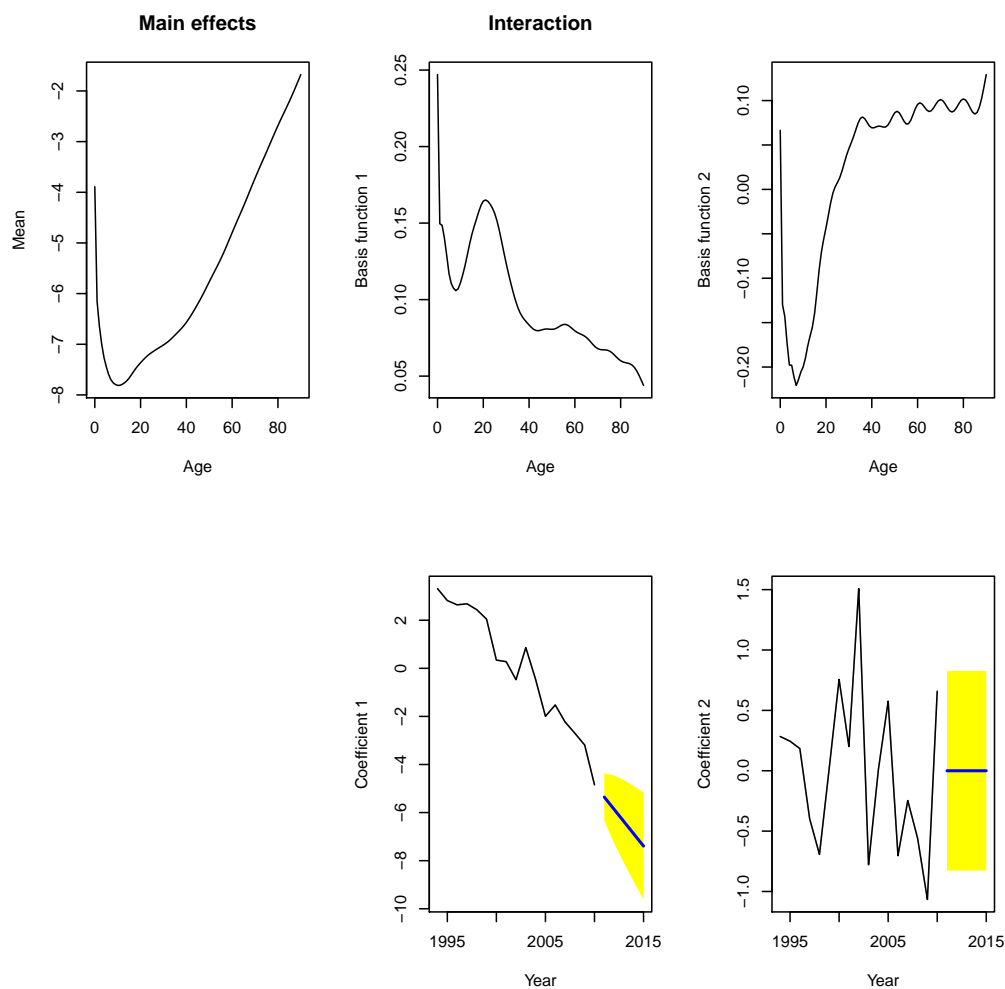 Main effects
Interaction
Mean
−2
−3
−4
−5
−6
−7
−8
0 20 40 60 80
Age
Basis function 1
0.25
0.20
0.15
0.10
0.05
0 20 40 60 80
Age
Basis function 2
0.10
0.00
−0.10
−0.20
0 20 40 60 80
Age
Coefficient 1
2
0
−2
−4
−6
−8
−10
1995 2005 2015
Year
Coefficient 2
1.5
1.0
0.5
0.0
−0.5
−1.0
1995 2005 2015
Year